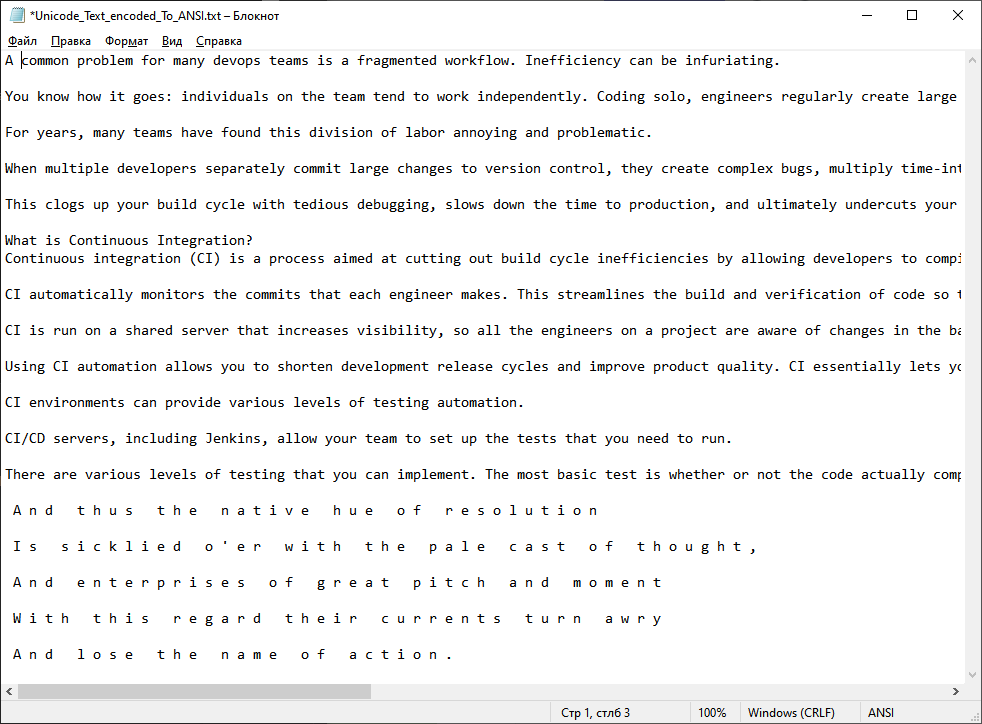 *Unicode_Text_encoded_To_ANSI.txt – Блокнот
Файл Правка Формат Вид Справка
A common problem for many devops teams is a fragmented workflow. Inefficiency can be infuriating.
You know how it goes: individuals on the team tend to work independently. Coding solo, engineers regularly create large
For years, many teams have found this division of labor annoying and problematic.
When multiple developers separately commit large changes to version control, they create complex bugs, multiply time-int
This clogs up your build cycle with tedious debugging, slows down the time to production, and ultimately undercuts your
What is Continuous Integration?
Continuous integration (CI) is a process aimed at cutting out build cycle inefficiencies by allowing developers to compi
CI automatically monitors the commits that each engineer makes. This streamlines the build and verification of code so t
CI is run on a shared server that increases visibility, so all the engineers on a project are aware of changes in the ba
Using CI automation allows you to shorten development release cycles and improve product quality. CI essentially lets yo
CI environments can provide various levels of testing automation.
CI/CD servers, including Jenkins, allow your team to set up the tests that you need to run.
There are various levels of testing that you can implement. The most basic test is whether or not the code actually comp
A n d   t h u s   t h e   n a t i v e   h u e   o f   r e s o l u t i o n
I s   s i c k l i e d   o ' e r   w i t h   t h e   p a l e   c a s t   o f   t h o u g h t ,
A n d   e n t e r p r i s e s   o f   g r e a t   p i t c h   a n d   m o m e n t
W i t h   t h i s   r e g a r d   t h e i r   c u r r e n t s   t u r n   a w r y
A n d   l o s e   t h e   n a m e   o f   a c t i o n .
Стр 1, стлб 3 100% Windows (CRLF) ANSI